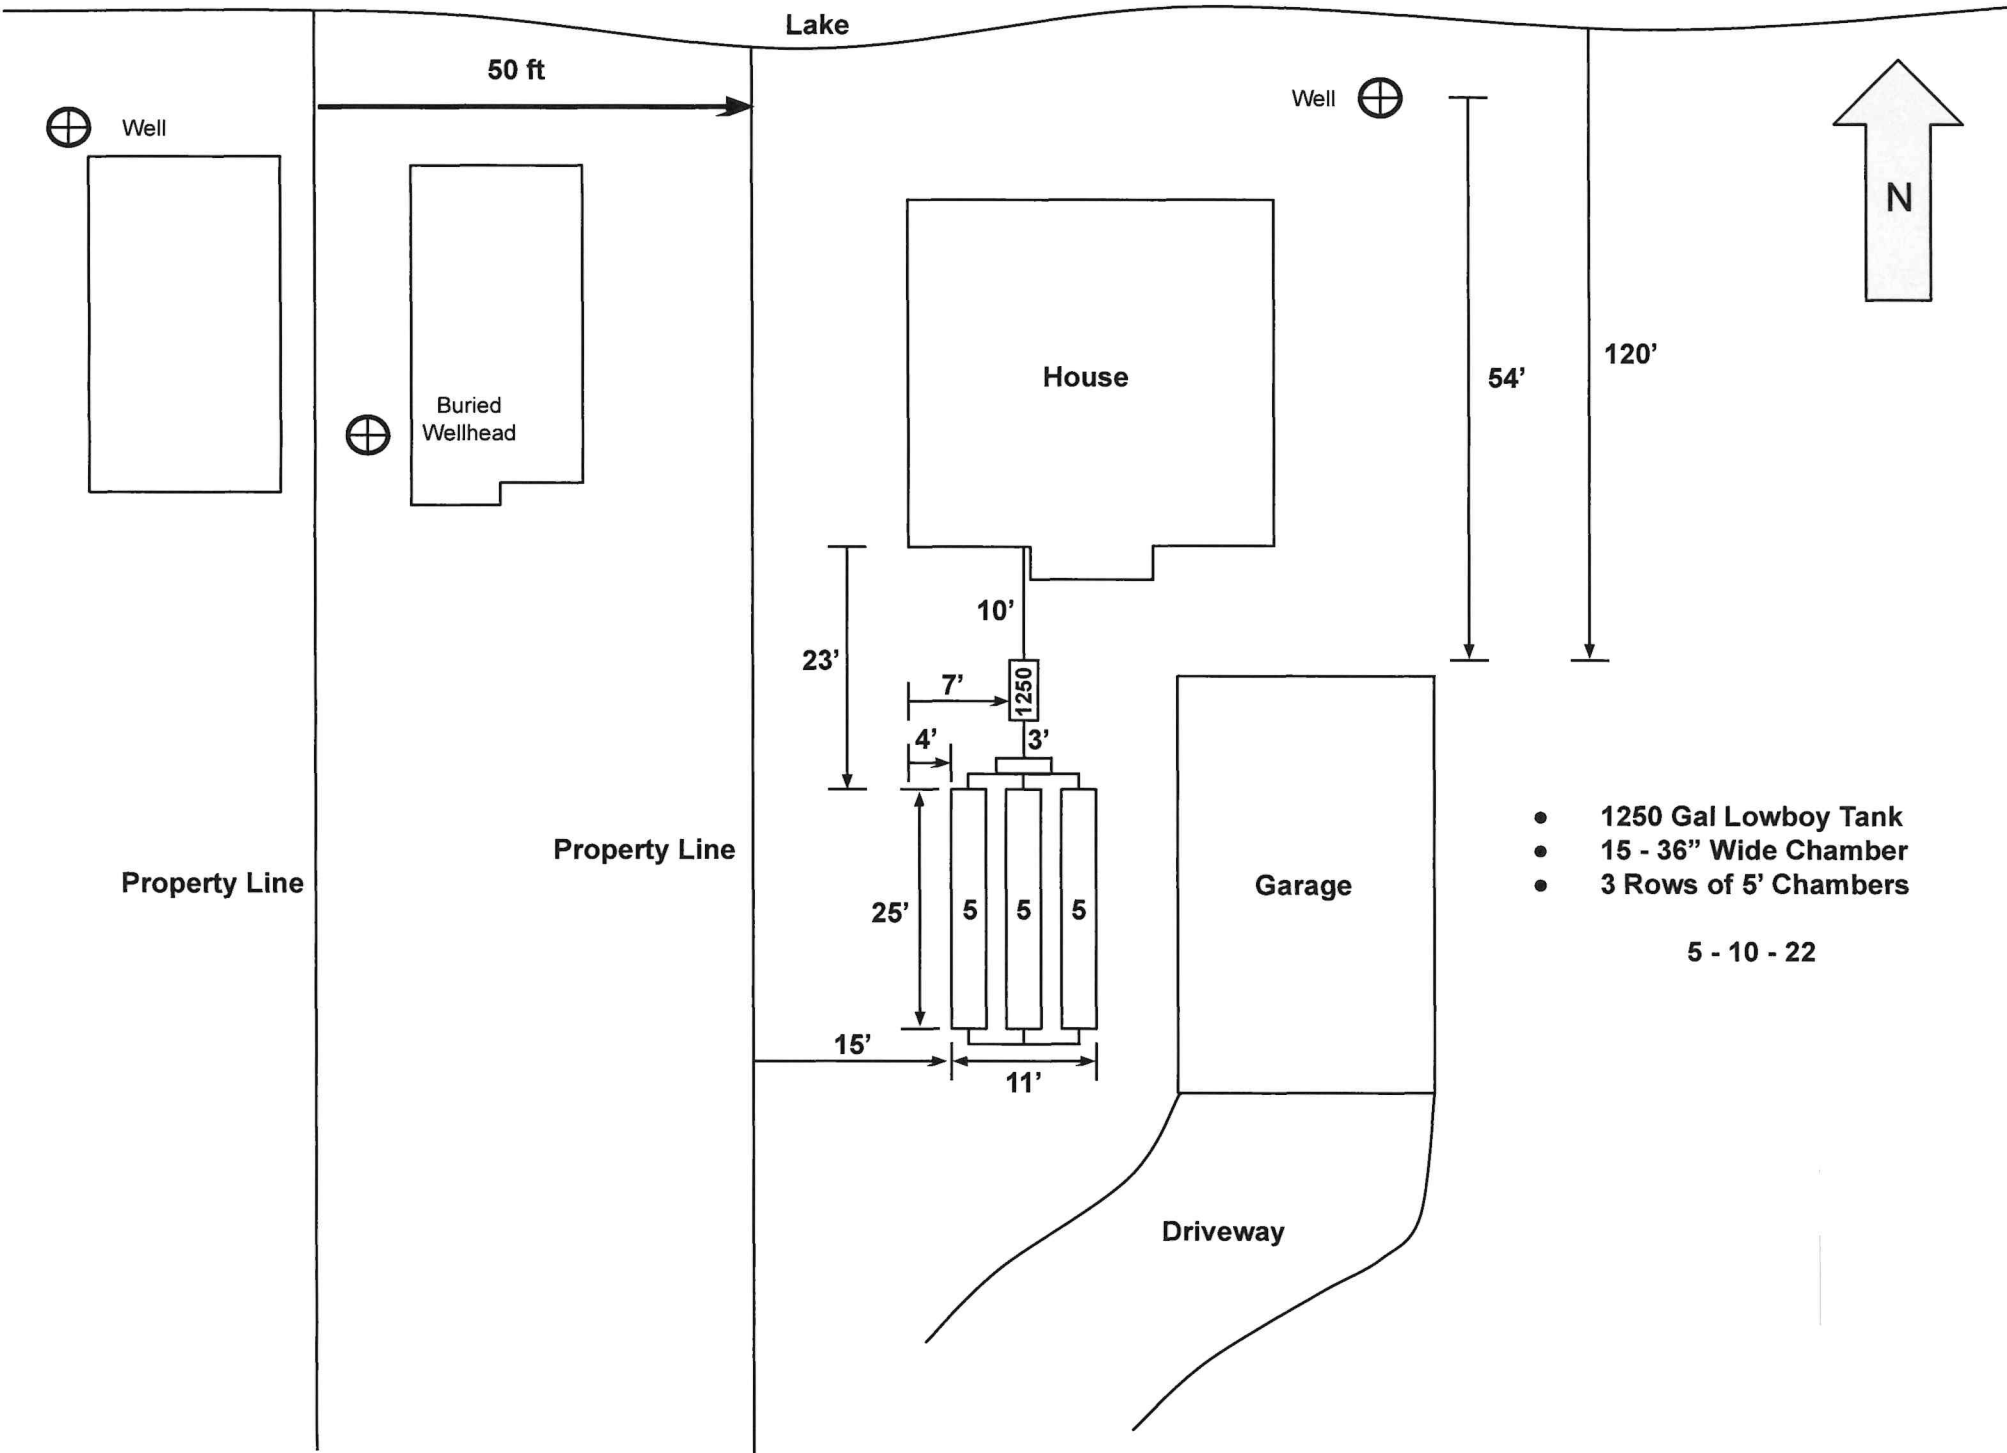 Lake
50 ft
Well
Well
N
120’
54’
House
Buried
Wellhead
10’
23’
7’
1250
4’
3’
Property Line
Property Line
25’
5
5
5
Garage
15’
11’
Driveway
• 1250 Gal Lowboy Tank
• 15 - 36” Wide Chamber
• 3 Rows of 5’ Chambers
5 - 10 - 22